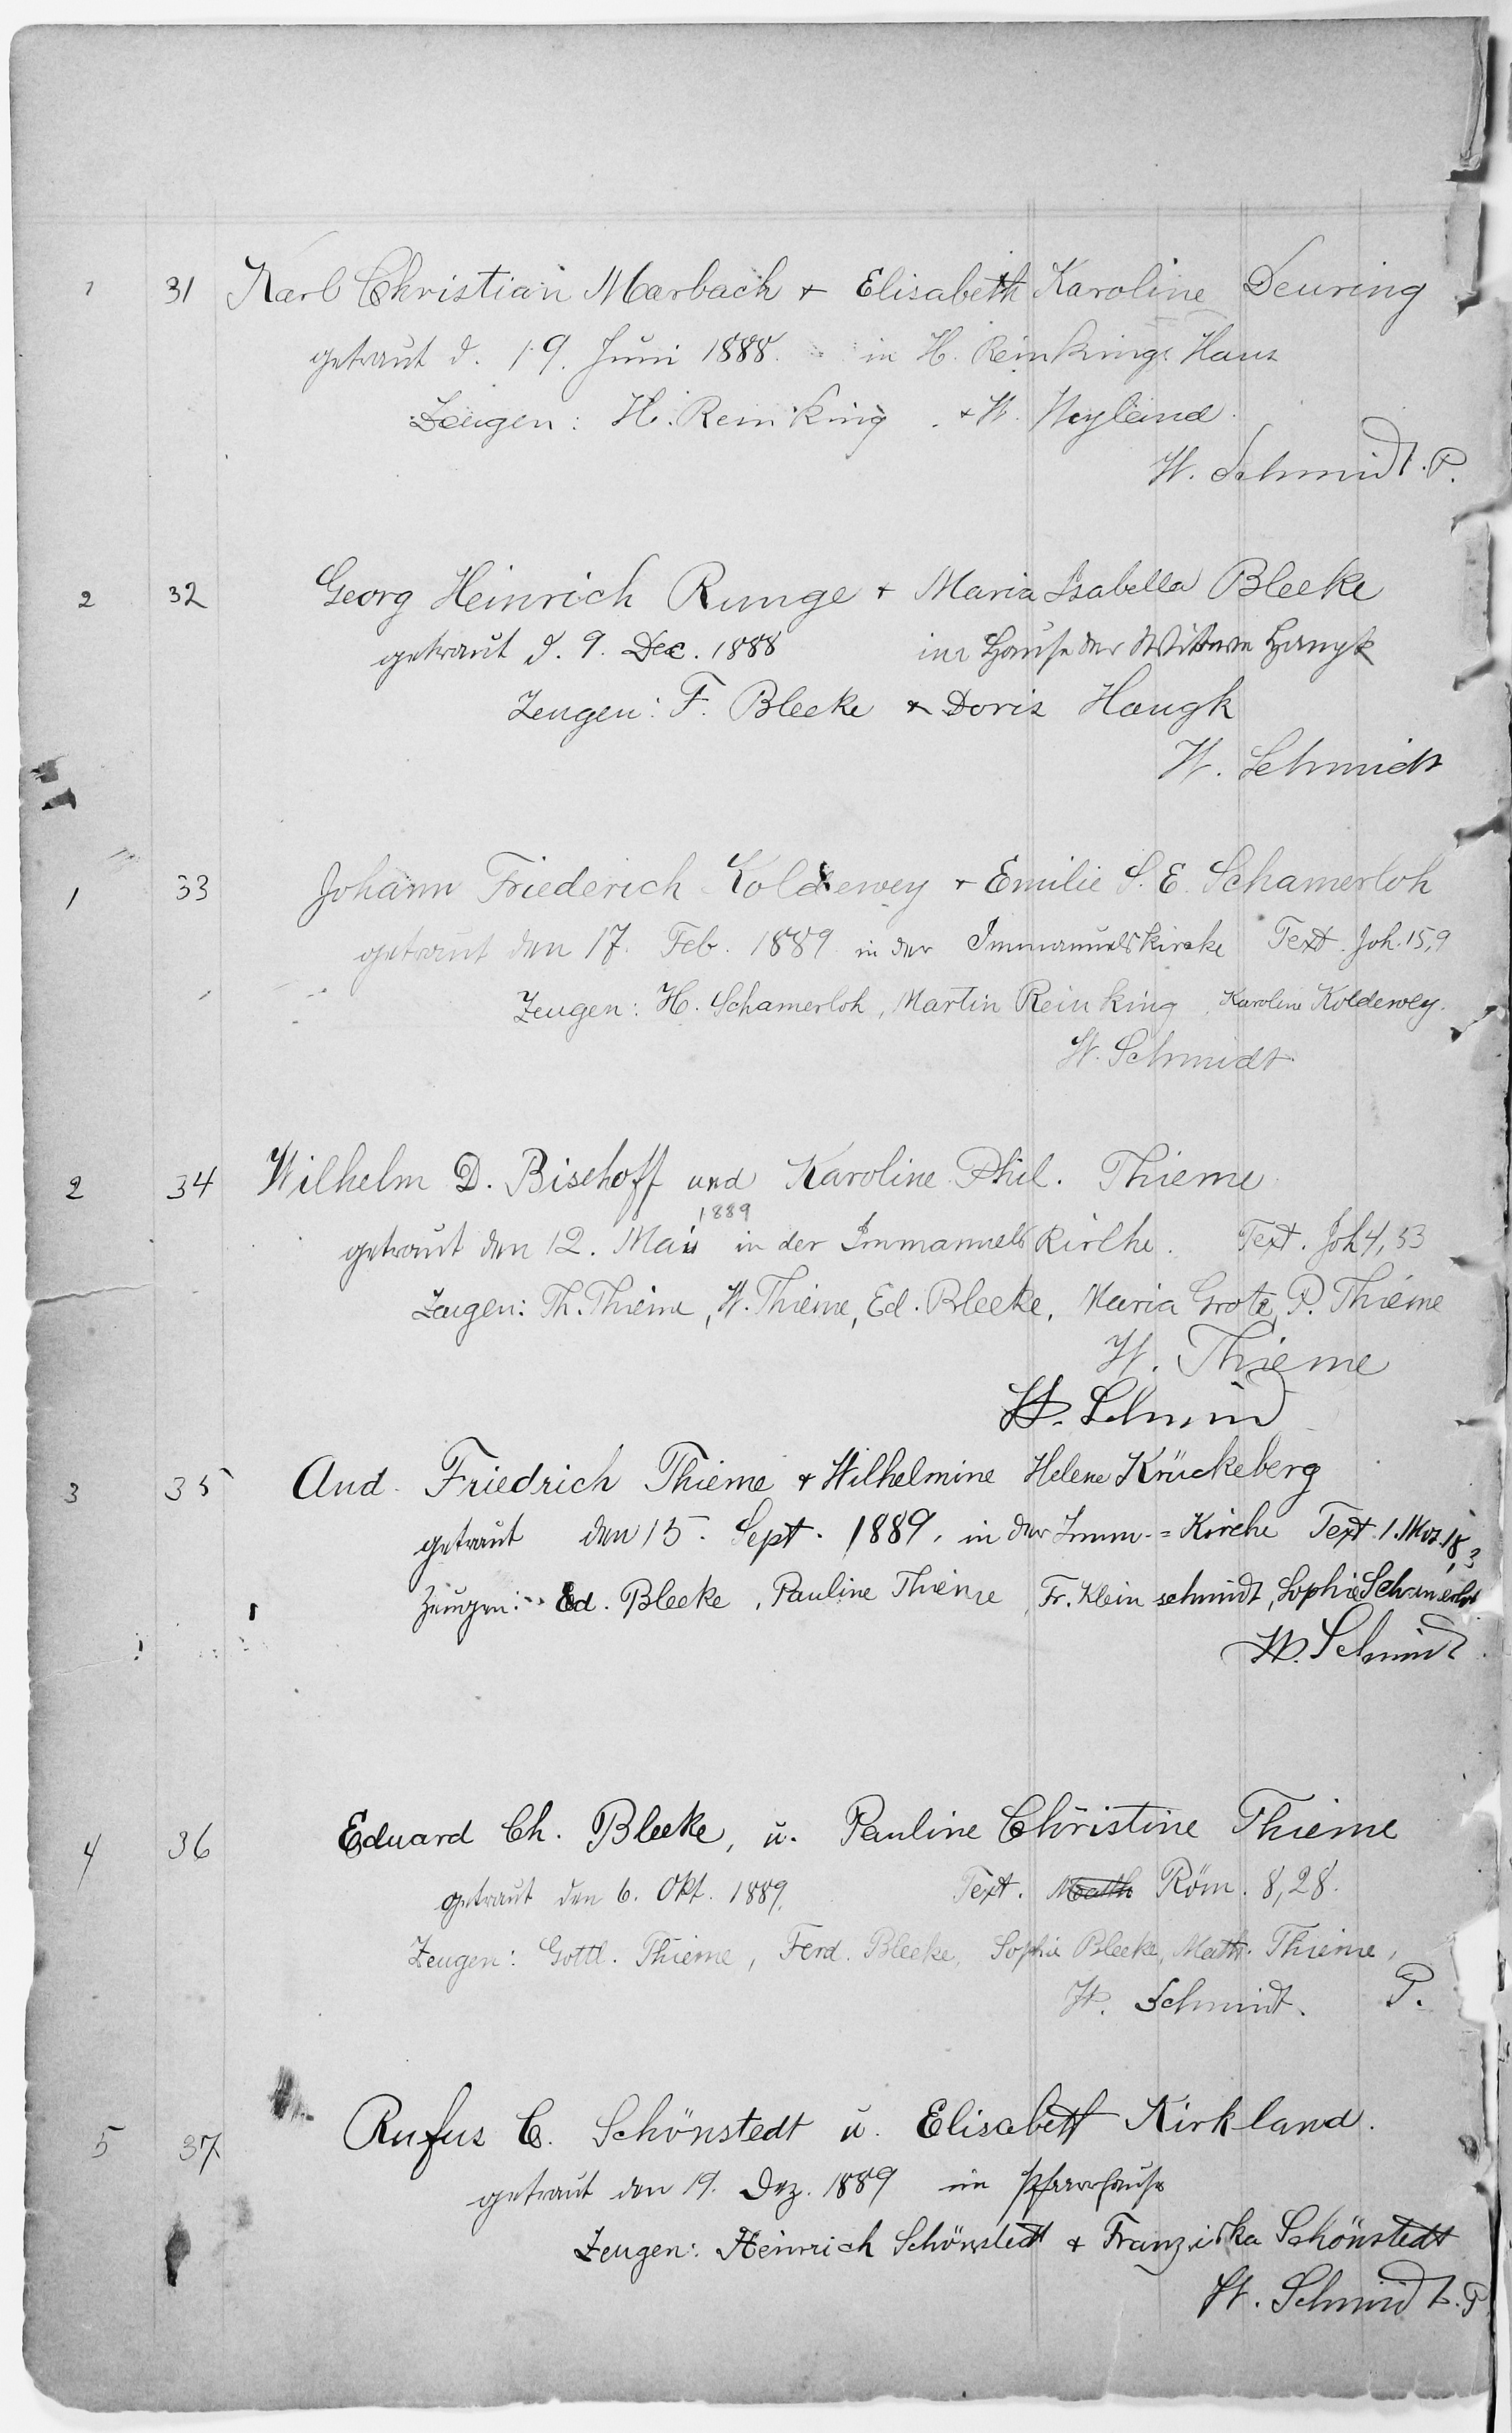 1 31 Karl Christian Marbach + Elisabeth Karoline Deuring
getraut d. 19. Juni 1888. in H. Reinkings Haus
Zeugen: H. Reinking + W. Weyland.
W. Schmidt. P.
2 32 Georg Heinrich Runge + Maria Isabella Bleeke
getraut d. 9. Dec. 1888 im Hause der Wittwe Haugk
Zeugen: F. Bleeke & Doris Haugk
W. Schmidt
1 33 Johann Friederich Koldewey + Emilie S. E. Schamerloh
getraut den 17. Feb. 1889 in der Immanuelskirche Text. Joh. 15,9
Zeugen: H. Schamerloh, Martin Reinking, Karoline Koldewey.
W. Schmidt
2 34 Wilhelm D. Bischoff und Karoline Phil. Thieme
1889
getraut den 12. Mai in der Immanuels Kirche. Text. Joh 4, 53
Zeugen: Th. Thieme, W. Thieme, Ed. Bleeke, Maria Grote, P. Thieme
W. Thieme
W. Schmid
3 35 And. Friedrich Thieme + Wilhelmine Helene Krückeberg
getraut den 15. Sept. 1889. in der Imm.=Kirche Text 1. Mos. 18,3
Zeugen: Ed. Bleeke, Pauline Thieme, Fr. Kleinschmidt, Sophie Schamerloh
W. Schmidt
4 36 Eduard Ch. Bleeke, u. Pauline Christine Thieme
getraut den 6. Okt. 1889. Text. Math Röm. 8,28.
Zeugen: Gottl. Thieme, Ferd. Bleeke, Sophie Bleeke, Math. Thieme,
W. Schmidt. P.
5 37 Rufus C. Schönstedt u. Elisabeth Kirkland.
getraut den 19. Dez. 1889 im Pfarrhause
Zeugen: Heinrich Schönstedt + Franziska Schönstedt
W. Schmidt. P.